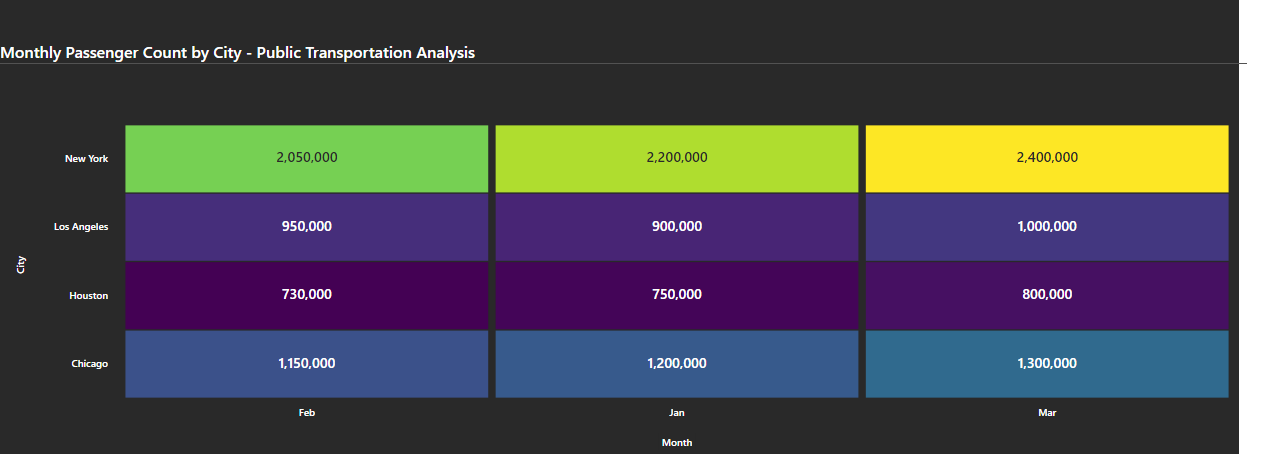 Monthly Passenger Count by City - Public Transportation Analysis
New York 2,050,000 2,200,000 2,400,000
Los Angeles 950,000 900,000 1,000,000
City
Houston 730,000 750,000 800,000
Chicago 1,150,000 1,200,000 1,300,000
Feb Jan Mar
Month